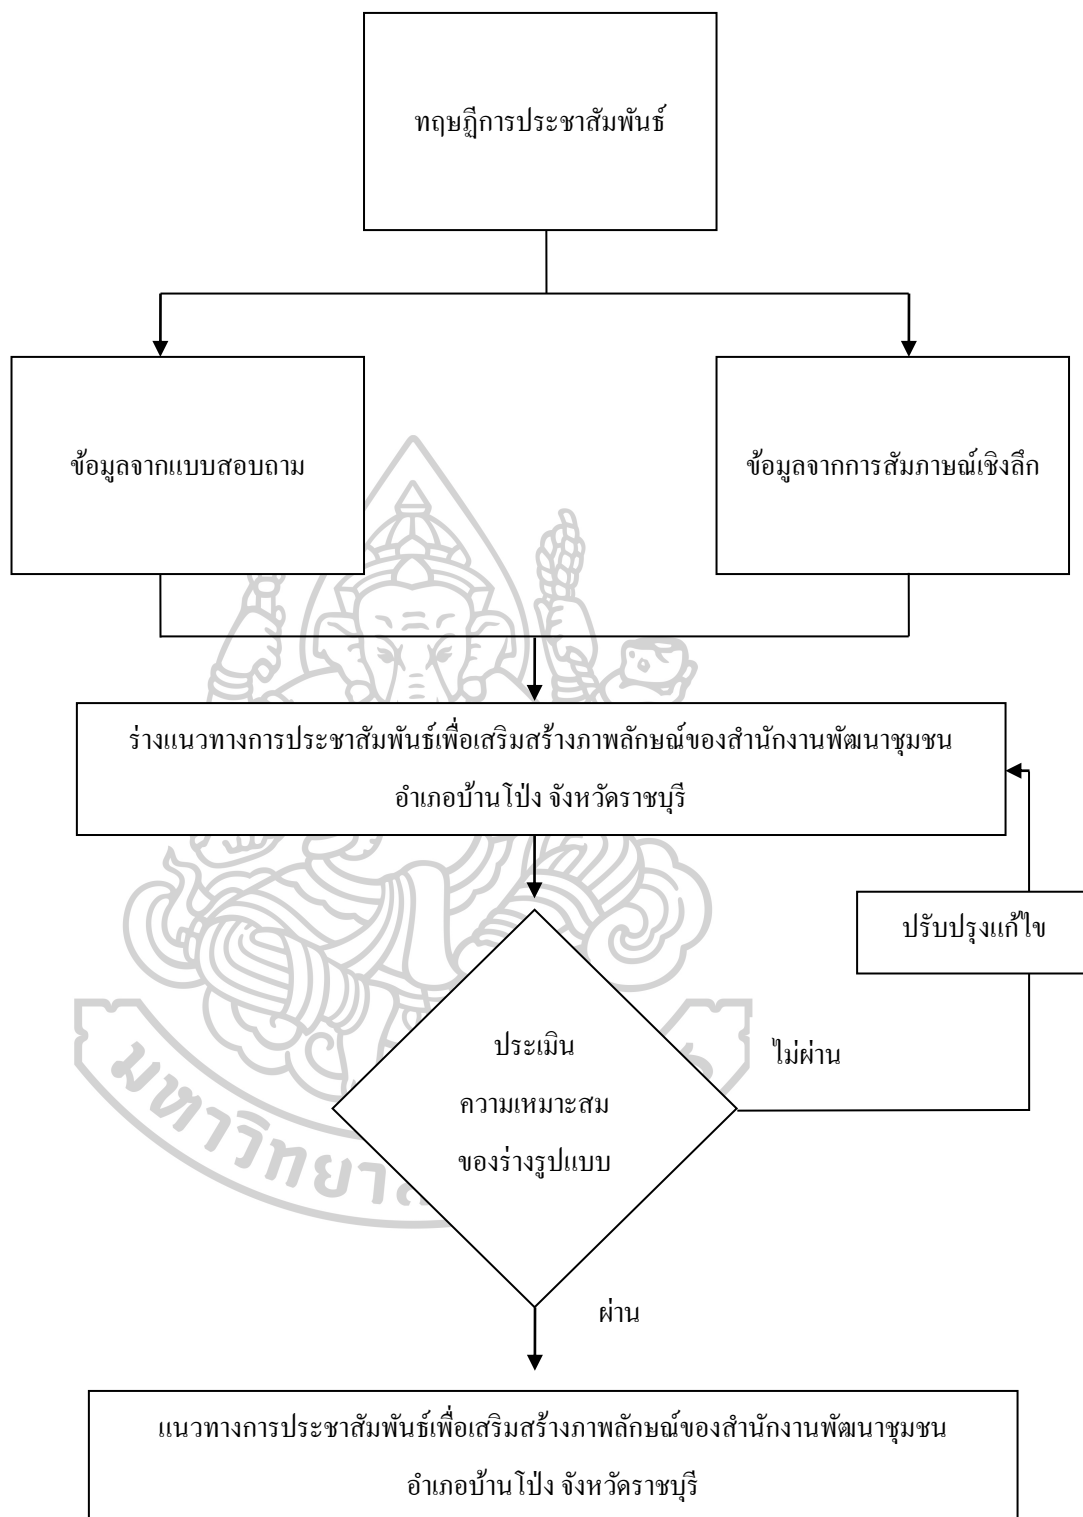 ทฤษฎีการประชาสัมพันธ์
ข้อมูลจากแบบสอบถาม
ข้อมูลจากการสัมภาษณ์เชิงลึก
ร่างแนวทางการประชาสัมพันธ์เพื่อเสริมสร้างภาพลักษณ์ของสำนักงานพัฒนาชุมชน
อำเภอบ้านโป่ง จังหวัดราชบุรี
ปรับปรุงแก้ไข
ประเมิน
ความเหมาะสม
ของร่างรูปแบบ
ไม่ผ่าน
ผ่าน
แนวทางการประชาสัมพันธ์เพื่อเสริมสร้างภาพลักษณ์ของสำนักงานพัฒนาชุมชน
อำเภอบ้านโป่ง จังหวัดราชบุรี